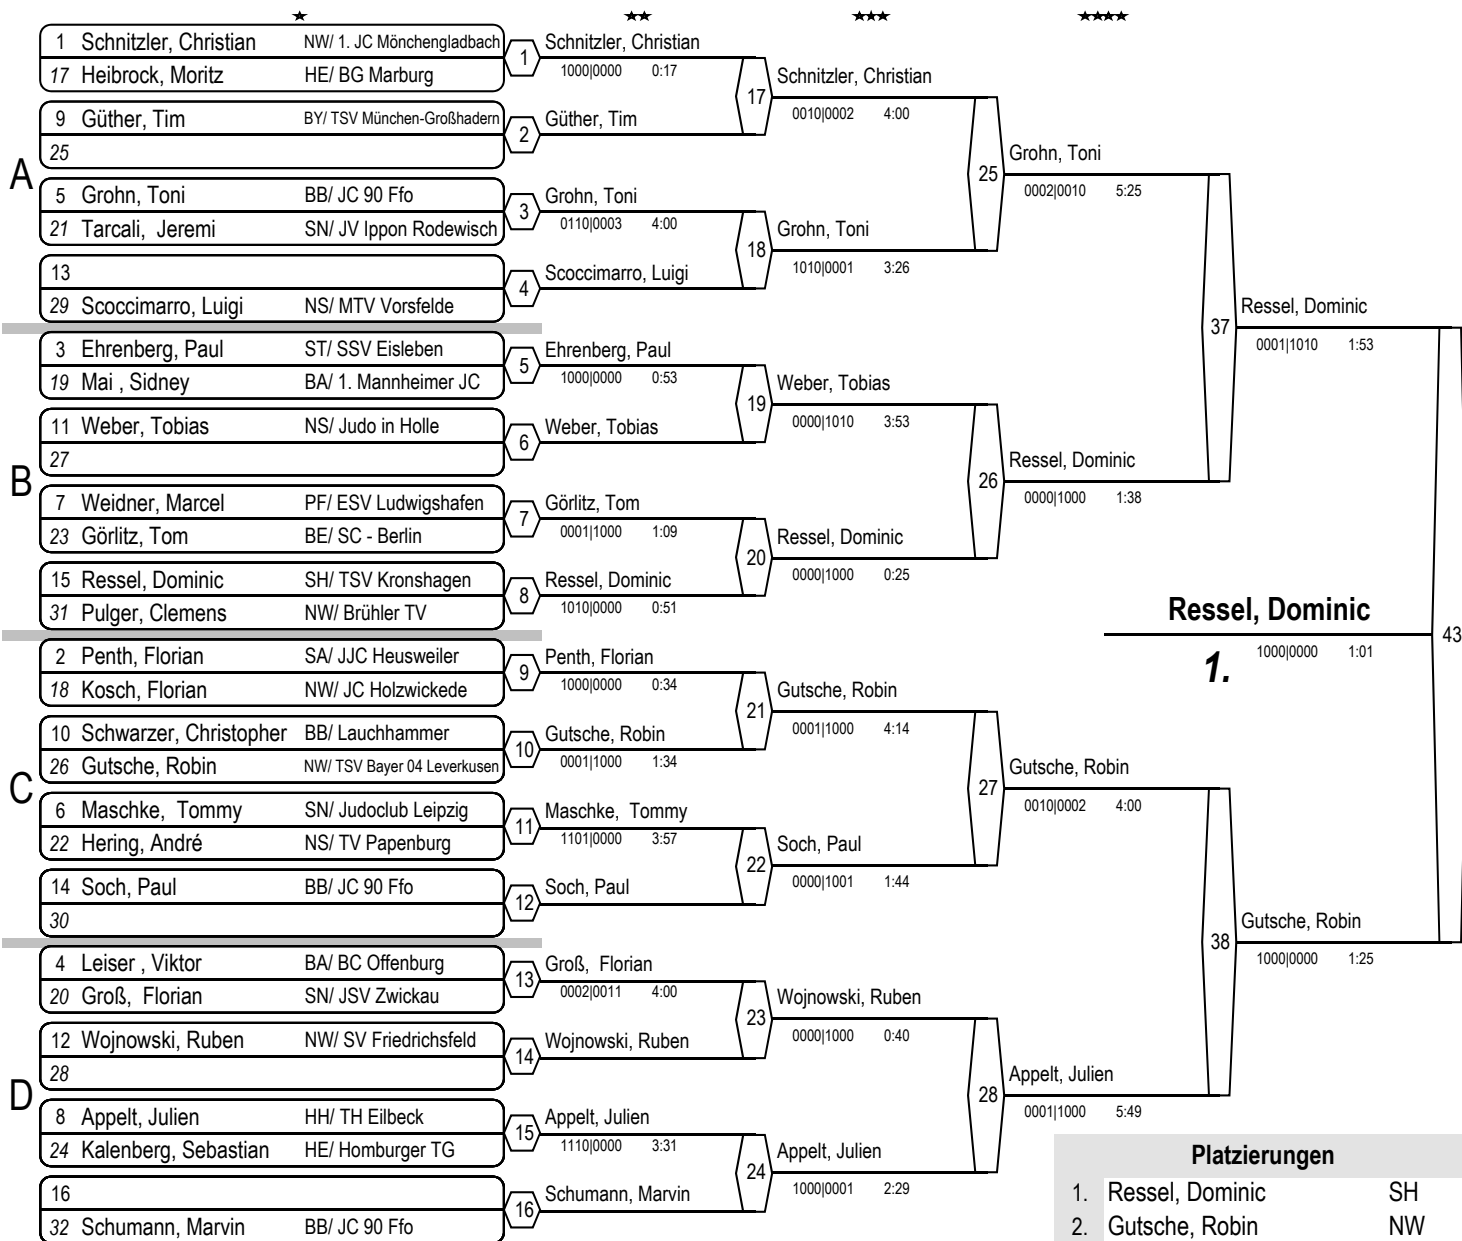 A
1 Schnitzler, Christian NW/ 1. JC Mönchengladbach
17 Heibrock, Moritz HE/ BG Marburg
9 Güther, Tim BY/ TSV München-Großhadern
25
5 Grohn, Toni BB/ JC 90 Ffo
21 Tarcali, Jeremi SN/ JV Ippon Rodewisch
13
29 Scoccimarro, Luigi NS/ MTV Vorsfelde
B
3 Ehrenberg, Paul ST/ SSV Eisleben
19 Mai , Sidney BA/ 1. Mannheimer JC
11 Weber, Tobias NS/ Judo in Holle
27
7 Weidner, Marcel PF/ ESV Ludwigshafen
23 Görlitz, Tom BE/ SC - Berlin
15 Ressel, Dominic SH/ TSV Kronshagen
31 Pulger, Clemens NW/ Brühler TV
C
2 Penth, Florian SA/ JJC Heusweiler
18 Kosch, Florian NW/ JC Holzwickede
10 Schwarzer, Christopher BB/ Lauchhammer
26 Gutsche, Robin NW/ TSV Bayer 04 Leverkusen
6 Maschke, Tommy SN/ Judoclub Leipzig
22 Hering, André NS/ TV Papenburg
14 Soch, Paul BB/ JC 90 Ffo
30
D
4 Leiser , Viktor BA/ BC Offenburg
20 Groß, Florian SN/ JSV Zwickau
12 Wojnowski, Ruben NW/ SV Friedrichsfeld
28
8 Appelt, Julien HH/ TH Eilbeck
24 Kalenberg, Sebastian HE/ Homburger TG
16
32 Schumann, Marvin BB/ JC 90 Ffo
1 Schnitzler, Christian
1000|0000 0:17
2 Güther, Tim
3 Grohn, Toni
0110|0003 4:00
4 Scoccimarro, Luigi
5 Ehrenberg, Paul
1000|0000 0:53
6 Weber, Tobias
7 Görlitz, Tom
0001|1000 1:09
8 Ressel, Dominic
1010|0000 0:51
9 Penth, Florian
1000|0000 0:34
10 Gutsche, Robin
0001|1000 1:34
11 Maschke, Tommy
1101|0000 3:57
12 Soch, Paul
13 Groß, Florian
0002|0011 4:00
14 Wojnowski, Ruben
15 Appelt, Julien
1110|0000 3:31
16 Schumann, Marvin
17 Schnitzler, Christian
0010|0002 4:00
18 Grohn, Toni
1010|0001 3:26
19 Weber, Tobias
0000|1010 3:53
20 Ressel, Dominic
0000|1000 0:25
21 Gutsche, Robin
0001|1000 4:14
22 Soch, Paul
0000|1001 1:44
23 Wojnowski, Ruben
0000|1000 0:40
24 Appelt, Julien
1000|0001 2:29
25 Grohn, Toni
0002|0010 5:25
26 Ressel, Dominic
0000|1000 1:38
27 Gutsche, Robin
0010|0002 4:00
28 Appelt, Julien
0001|1000 5:49
37 Ressel, Dominic
0001|1010 1:53
38 Gutsche, Robin
1000|0000 1:25
Ressel, Dominic 43
1. 1000|0000 1:01
Platzierungen
1. Ressel, Dominic SH
2. Gutsche, Robin NW